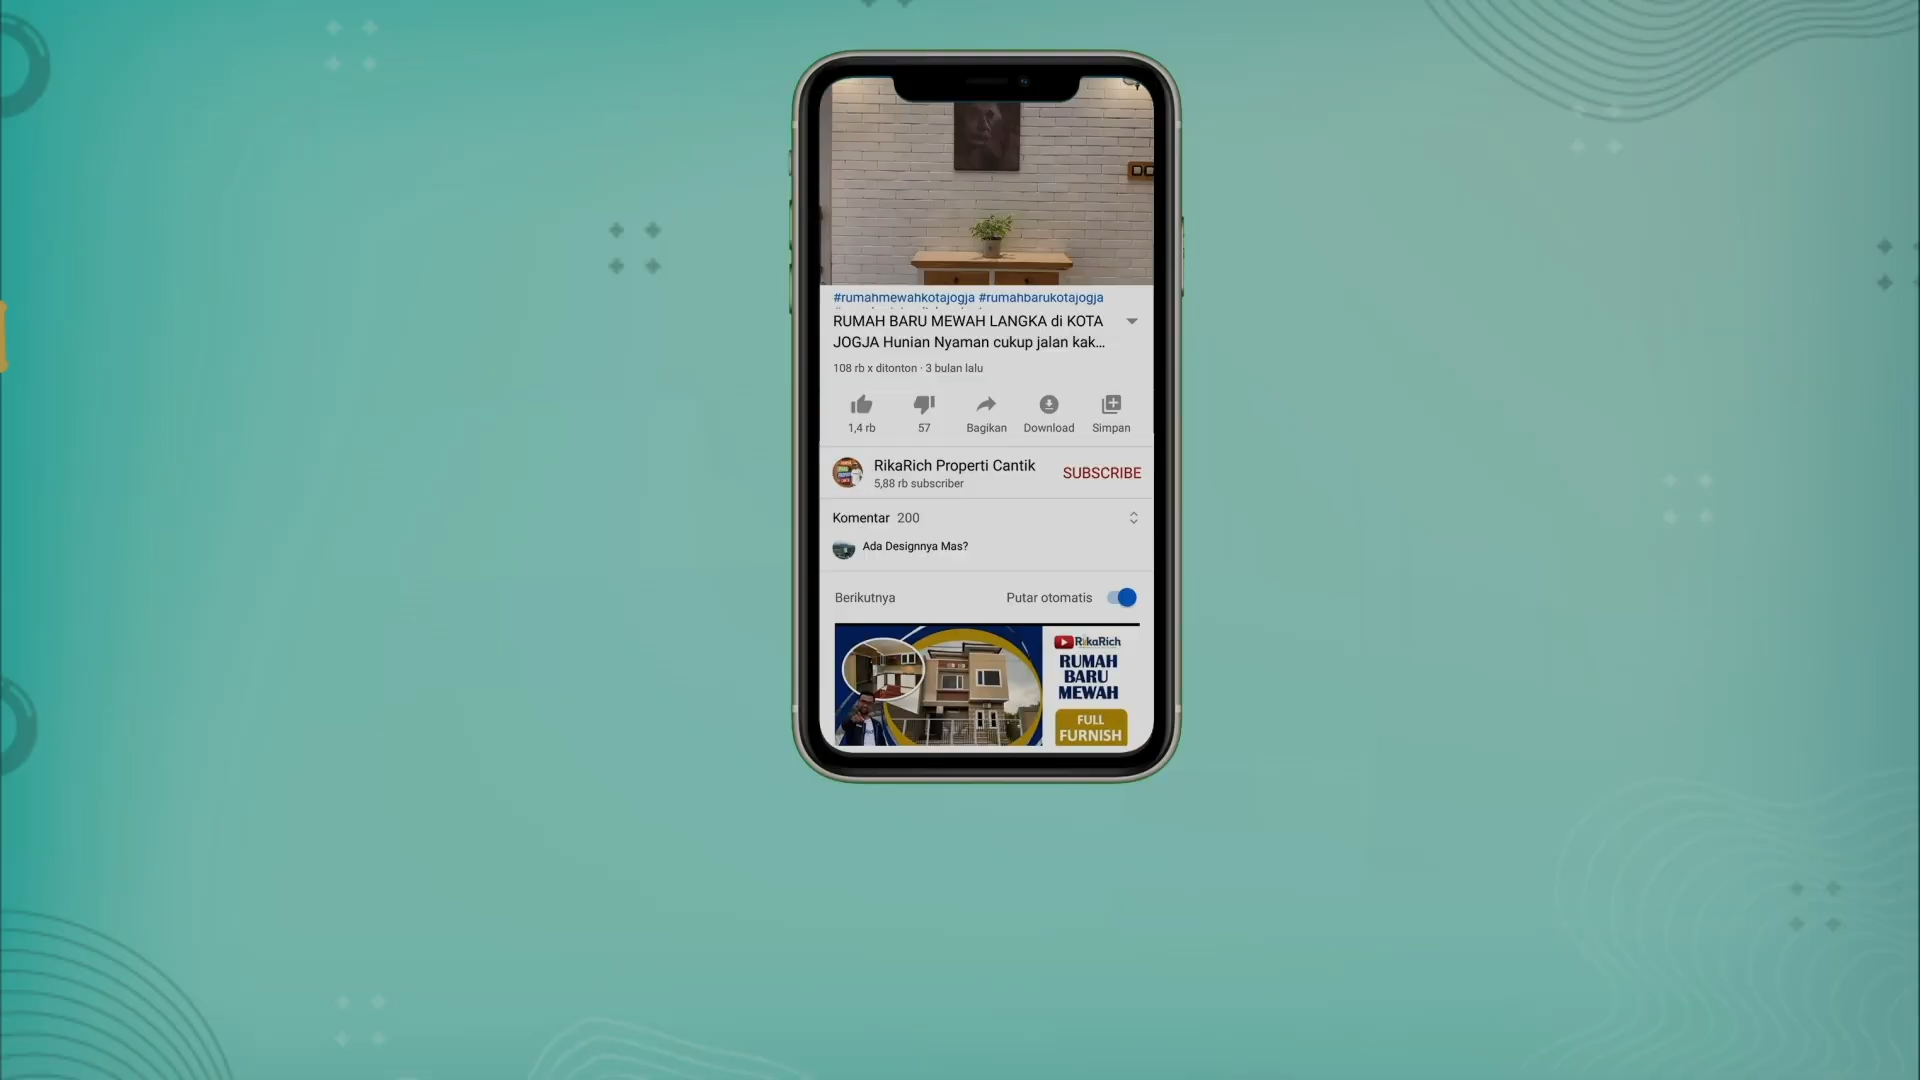 #rumahmewahkotajogja #rumahbarukotajogja
RUMAH BARU MEWAH LANGKA di KOTA
JOGJA Hunian Nyaman cukup jalan kak...
108 rb x ditonton · 3 bulan lalu
1,4 rb
57
Bagikan
Download
Simpan
RikaRich Properti Cantik
5,88 rb subscriber
SUBSCRIBE
Komentar 200
Ada Designnya Mas?
Berikutnya
Putar otomatis
RikaRich
RUMAH
BARU
MEWAH
FULL
FURNISH